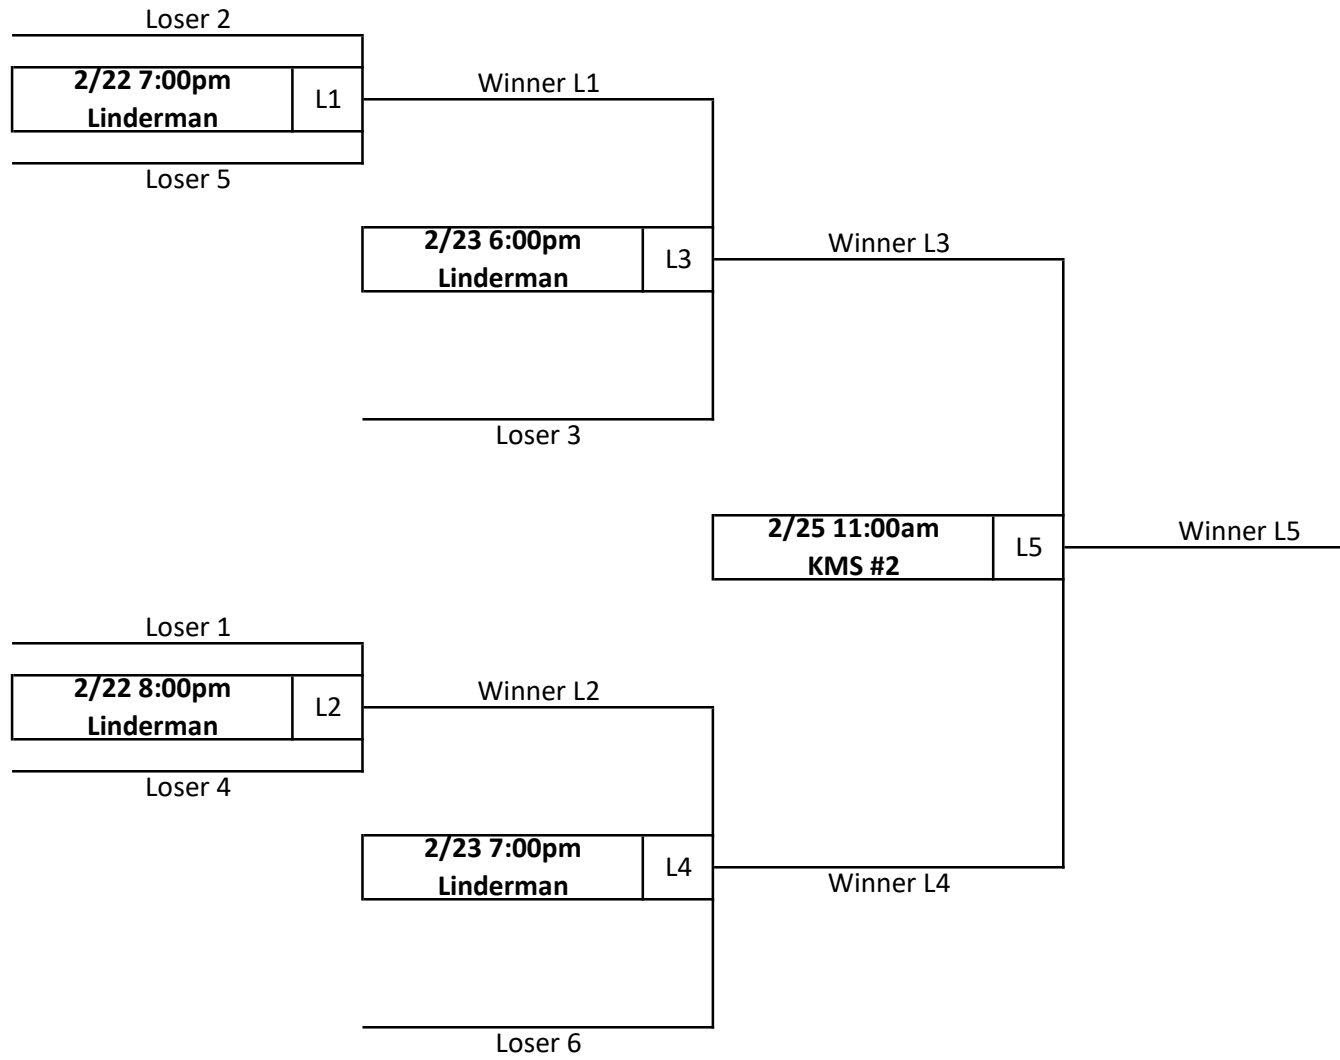 Loser 2
2/22 7:00pm
Linderman
L1
Winner L1
Loser 5
2/23 6:00pm
Linderman
L3
Winner L3
Loser 3
2/25 11:00am
KMS #2
L5
Winner L5
Loser 1
2/22 8:00pm
Linderman
L2
Winner L2
Loser 4
2/23 7:00pm
Linderman
L4
Winner L4
Loser 6